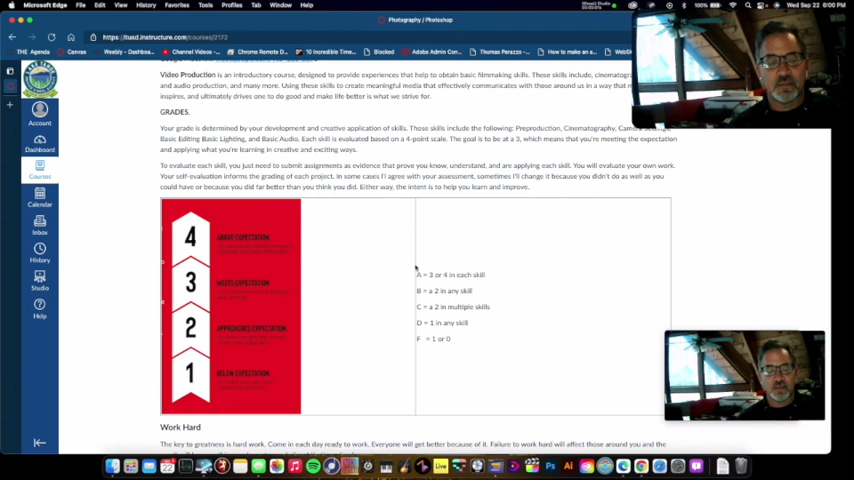 Microsoft Edge File Edit View History Favorites Tools Profiles Tab Window Help
100% Wed Sep 22 6:00 PM
Photography / Photoshop
https://ltusd.instructure.com/courses/2172
THE Agenda Canvas Weebly - Dashboa... Channel Videos -... Chrome Remote D... 10 Incredible Time... Blocked Adobe Admin Con... Thomas Perazzo -... How to make an a...
Video Production is an introductory course, designed to provide experiences that help to obtain basic filmmaking skills. These skills include, cinematog
and audio production, and many more. Using these skills to create meaningful media that effectively communicates with those around us in a way that
inspires, and ultimately drives one to do good and make life better is what we strive for.
GRADES.
Your grade is determined by your development and creative application of skills. Those skills include the following: Preproduction, Cinematography,
Basic Editing Basic Lighting, and Basic Audio. Each skill is evaluated based on a 4-point scale. The goal is to be at a 3, which means that you're meeting the expectation
and applying what you're learning in creative and exciting ways.
To evaluate each skill, you just need to submit assignments as evidence that prove you know, understand, and are applying each skill. You will evaluate your own work.
Your self-evaluation informs the grading of each project. In some cases I agree with your assessment, sometimes I'll change it because you didn't do as well as you
could have or because you did far better than you think you did. Either way, the intent is to help you learn and improve.
4 ABOVE EXPECTATION
3 MEETS EXPECTATION
2 APPROACHES EXPECTATION
1 BELOW EXPECTATION
A = 3 or 4 in each skill
B = a 2 in any skill
C = a 2 in multiple skills
D = 1 in any skill
F = 1 or 0
Work Hard
The key to greatness is hard work. Come in each day ready to work. Everyone will get better because of it. Failure to work hard will affect those around you and the
Account
Dashboard
Courses
Calendar
Inbox
History
Studio
Help